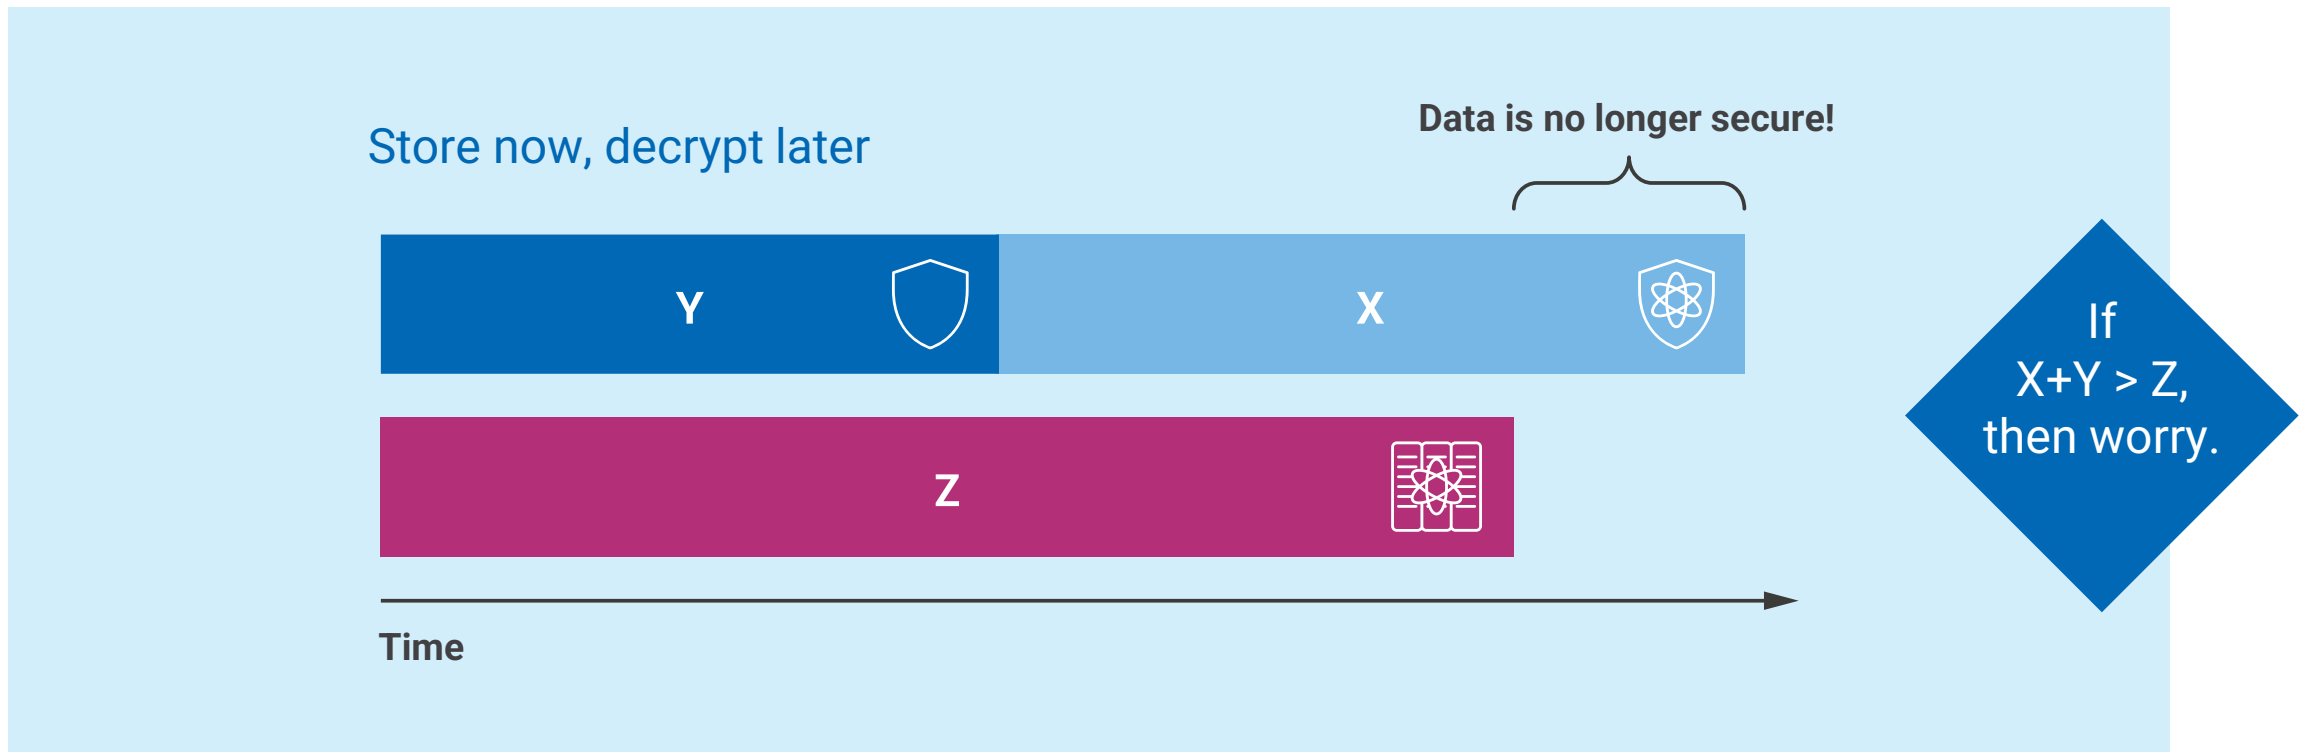 Store now, decrypt later
Data is no longer secure!
Y
X
Z
Time
If
X+Y > Z,
then worry.